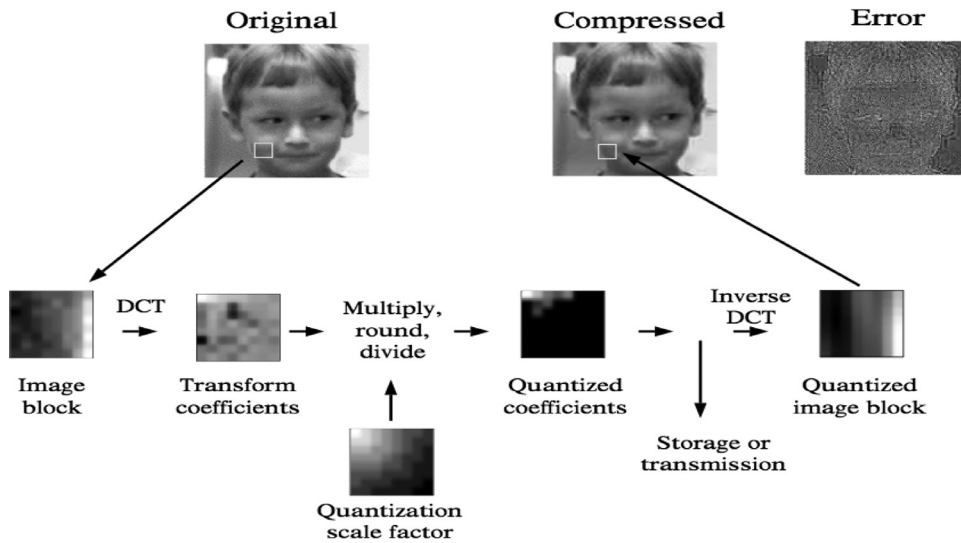 Original
Compressed
Error
DCT
Multiply,
round,
divide
Inverse
DCT
Image
block
Transform
coefficients
Quantized
coefficients
Quantized
image block
Storage or
transmission
Quantization
scale factor